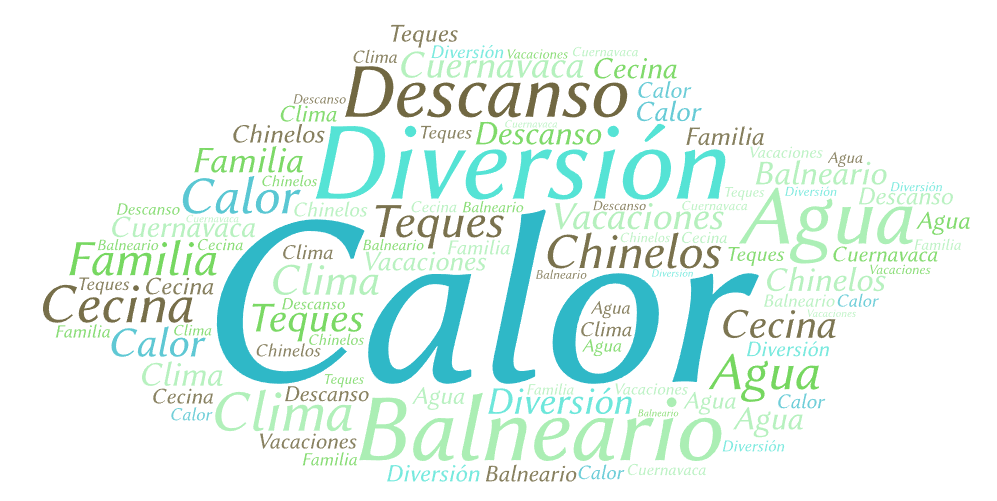 Teques
Clima Diversión Vacaciones Cuernavaca
Cuernavaca Cecina
Descanso Calor
Descanso Calor
Clima
Chinelos Teques Cuernavaca Descanso Familia
Diversión
Familia Vacaciones Agua
Chinelos Balneario
Calor Teques Diversión Diversión Descanso
Descanso Chinelos Cecina Balneario Descanso Cuernavaca
Cuernavaca Cuernavaca Teques Vacaciones Agua Agua
Balneario Cecina Clima Balneario Familia Chinelos Cecina Familia
Familia Vacaciones Chinelos Teques Cuernavaca
Calor
Teques Cecina Clima Balneario Diversión Chinelos Vacaciones
Cecina Descanso Agua Balneario Calor
Familia Clima Teques Chinelos Clima Vacaciones
Calor Chinelos Agua Cecina
Diversión
Clima Teques Agua
Cecina Descanso Agua Familia Vacaciones
Calor Clima Diversión Agua Calor
Balneario Balneario Agua
Vacaciones Diversión
Familia
Diversión Balneario Calor Cuernavaca